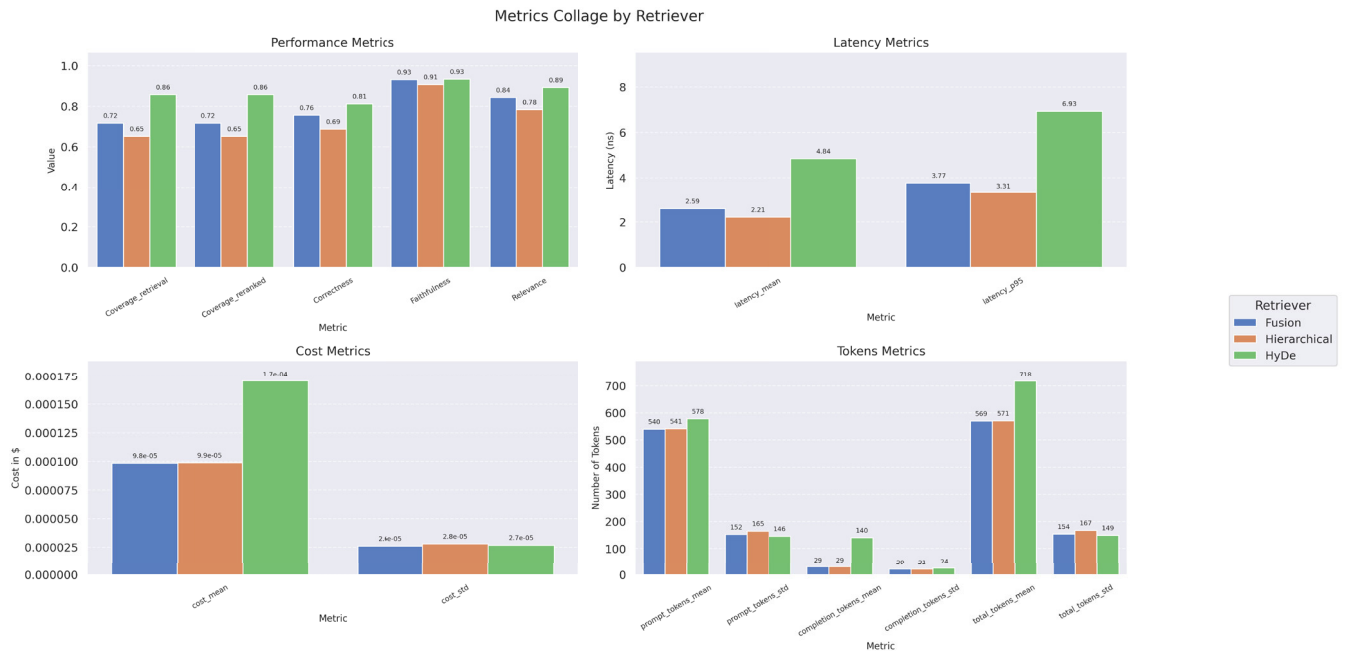 Metrics Collage by Retriever
Performance Metrics
Value
1.0
0.8
0.6
0.4
0.2
0.0
0.72 0.65 0.86
0.72 0.65 0.86
0.76 0.69 0.81
0.93 0.91 0.93
0.84 0.78 0.89
Coverage_retrieval
Coverage_reranked
Correctness
Faithfulness
Relevance
Metric
Latency Metrics
Latency (ns)
8
6
4
2
0
2.59 2.21 4.84
3.77 3.31 6.93
latency_mean
latency_p95
Metric
Retriever
Fusion
Hierarchical
HyDe
Cost Metrics
Cost in $
0.000175
0.000150
0.000125
0.000100
0.000075
0.000050
0.000025
0.000000
9.8e-05 9.9e-05 1.7e-04
2.8e-05 2.7e-05
cost_mean
cost_std
Metric
Tokens Metrics
Number of Tokens
700
600
500
400
300
200
100
0
540 541 578
152 165 146
29 29 140
569 571 718
154 167 149
prompt_tokens_mean
prompt_tokens_std
completion_tokens_mean
completion_tokens_std
total_tokens_mean
total_tokens_std
Metric